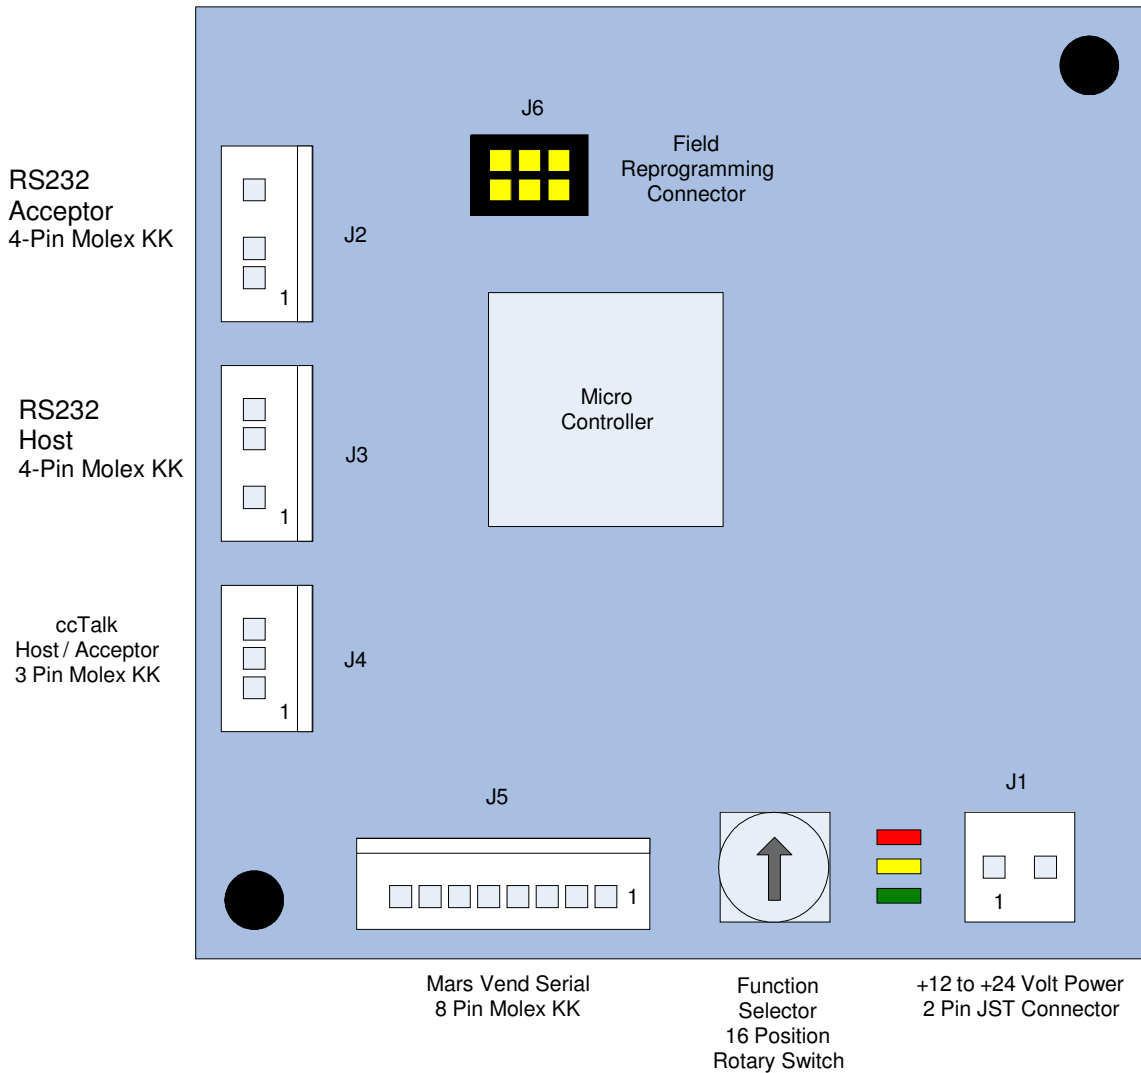 J6
Field
Reprogramming
Connector
RS232
Acceptor
4-Pin Molex KK
J2
1
RS232
Host
4-Pin Molex KK
J3
1
Micro
Controller
ccTalk
Host / Acceptor
3 Pin Molex KK
J4
1
J5
1
J1
1
Mars Vend Serial
8 Pin Molex KK
Function
Selector
16 Position
Rotary Switch
+12 to +24 Volt Power
2 Pin JST Connector